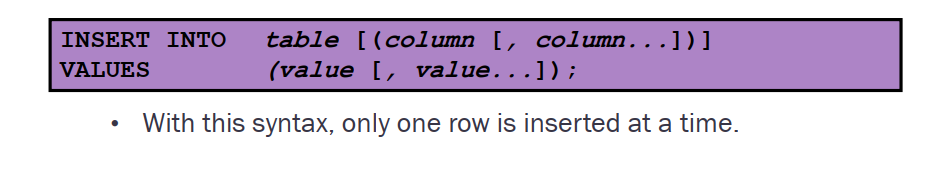 INSERT INTO table [(column [, column...])]
VALUES (value [, value...]);
• With this syntax, only one row is inserted at a time.